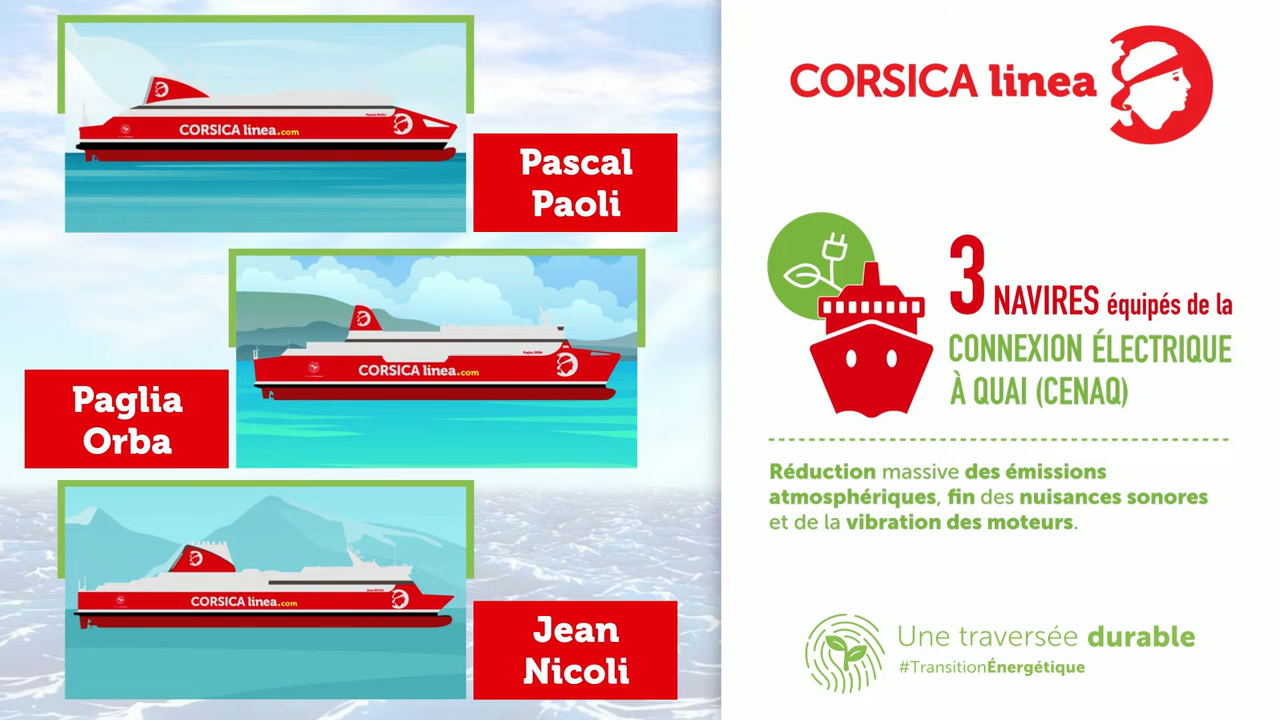 CORSICA linea.com
Pascal
Paoli
CORSICA linea.com
Paglia
Orba
CORSICA linea.com
Jean
Nicoli
CORSICA linea
3 NAVIRES équipés de la
CONNEXION ÉLECTRIQUE
À QUAI (CENAQ)
Réduction massive des émissions
atmosphériques, fin des nuisances sonores
et de la vibration des moteurs.
Une traversée durable
#TransitionÉnergétique